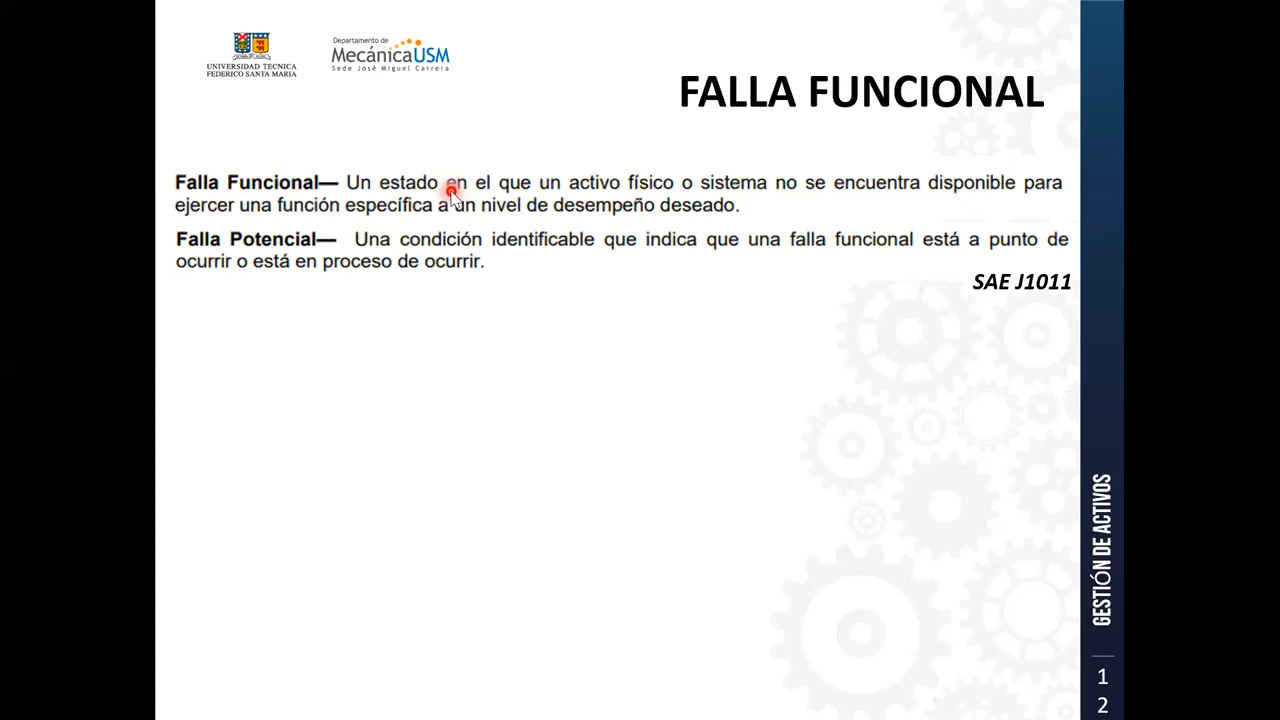 UNIVERSIDAD TECNICA
FEDERICO SANTA MARIA
Departamento de
MecánicaUSM
Sede José Miguel Carrera
FALLA FUNCIONAL
Falla Funcional— Un estado en el que un activo físico o sistema no se encuentra disponible para
ejercer una función específica a un nivel de desempeño deseado.
Falla Potencial— Una condición identificable que indica que una falla funcional está a punto de
ocurrir o está en proceso de ocurrir.
SAE J1011
GESTIÓN DE ACTIVOS
1
2